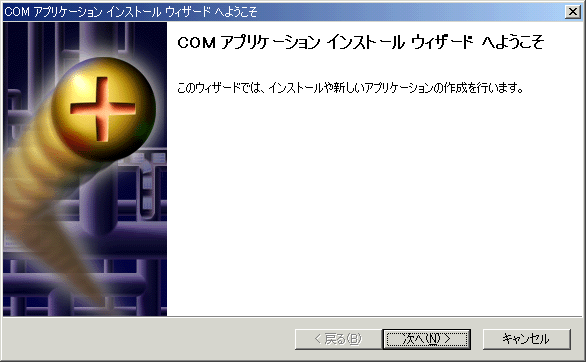 COM アプリケーション インストール ウィザード へようこそ
COM アプリケーション インストール ウィザード へようこそ
このウィザードでは、インストールや新しいアプリケーションの作成を行います。
< 戻る(B) 次へ(N) > キャンセル